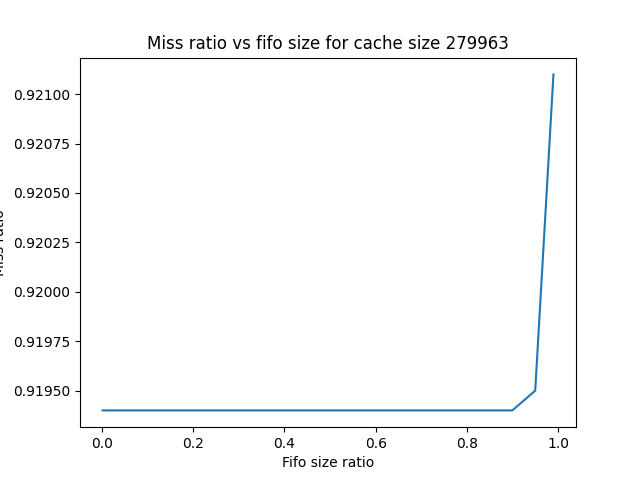 Miss ratio vs fifo size for cache size 279963
0.92100
0.92075
0.92050
0.92025
0.92000
0.91975
0.91950
Miss ratio
0.0 0.2 0.4 0.6 0.8 1.0
Fifo size ratio